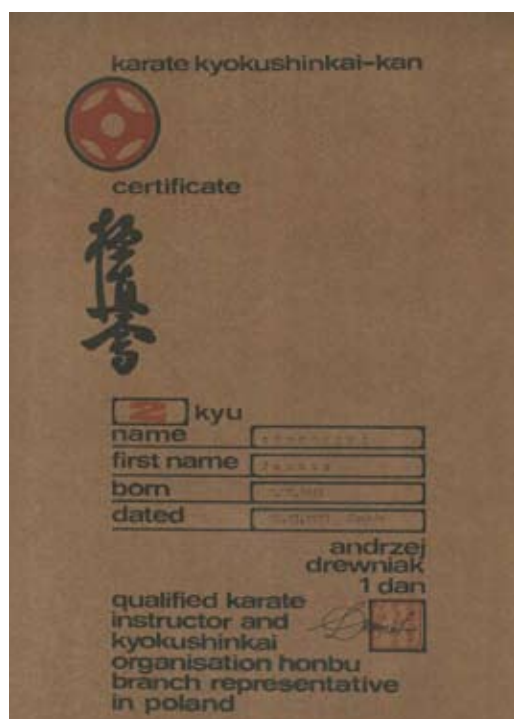 karate kyokushinkai-kan
certificate
極真会
2 kyu
name
first name
born
dated
andrzej
drewniak
1 dan
qualified karate
instructor and
kyokushinkai
organisation honbu
branch representative
in poland